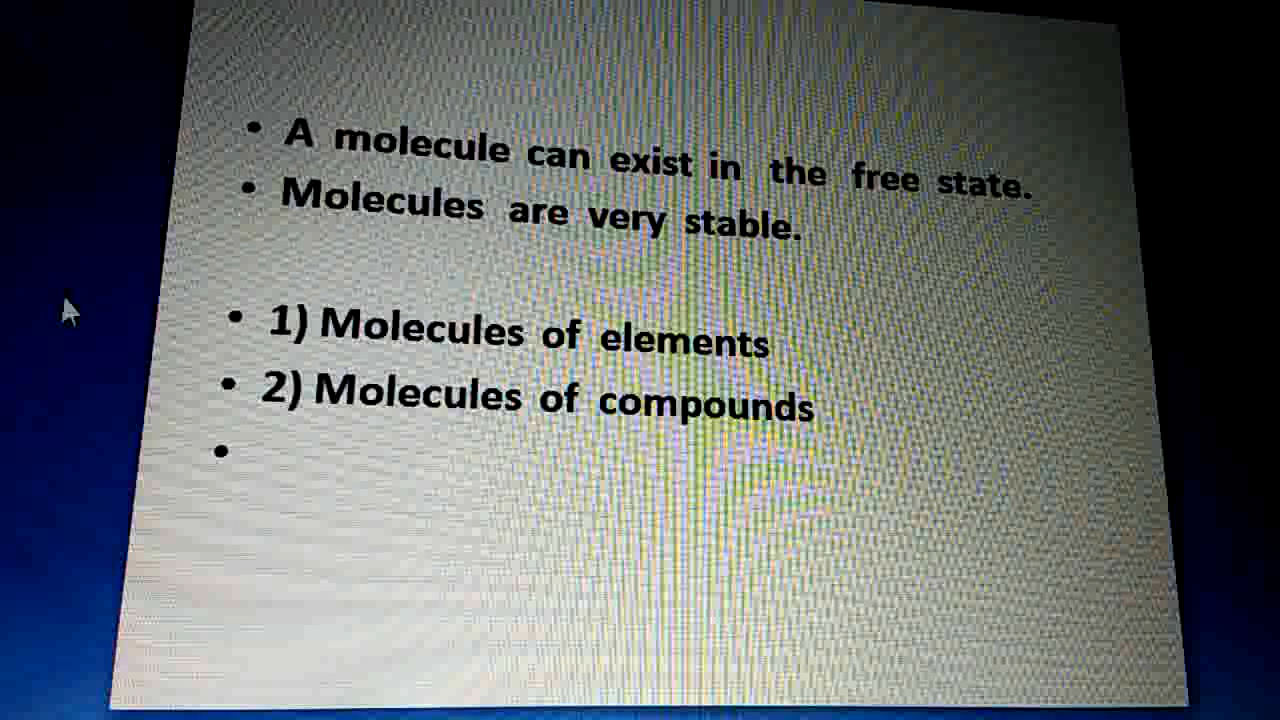 • A molecule can exist in the free state.
• Molecules are very stable.
• 1) Molecules of elements
• 2) Molecules of compounds
•